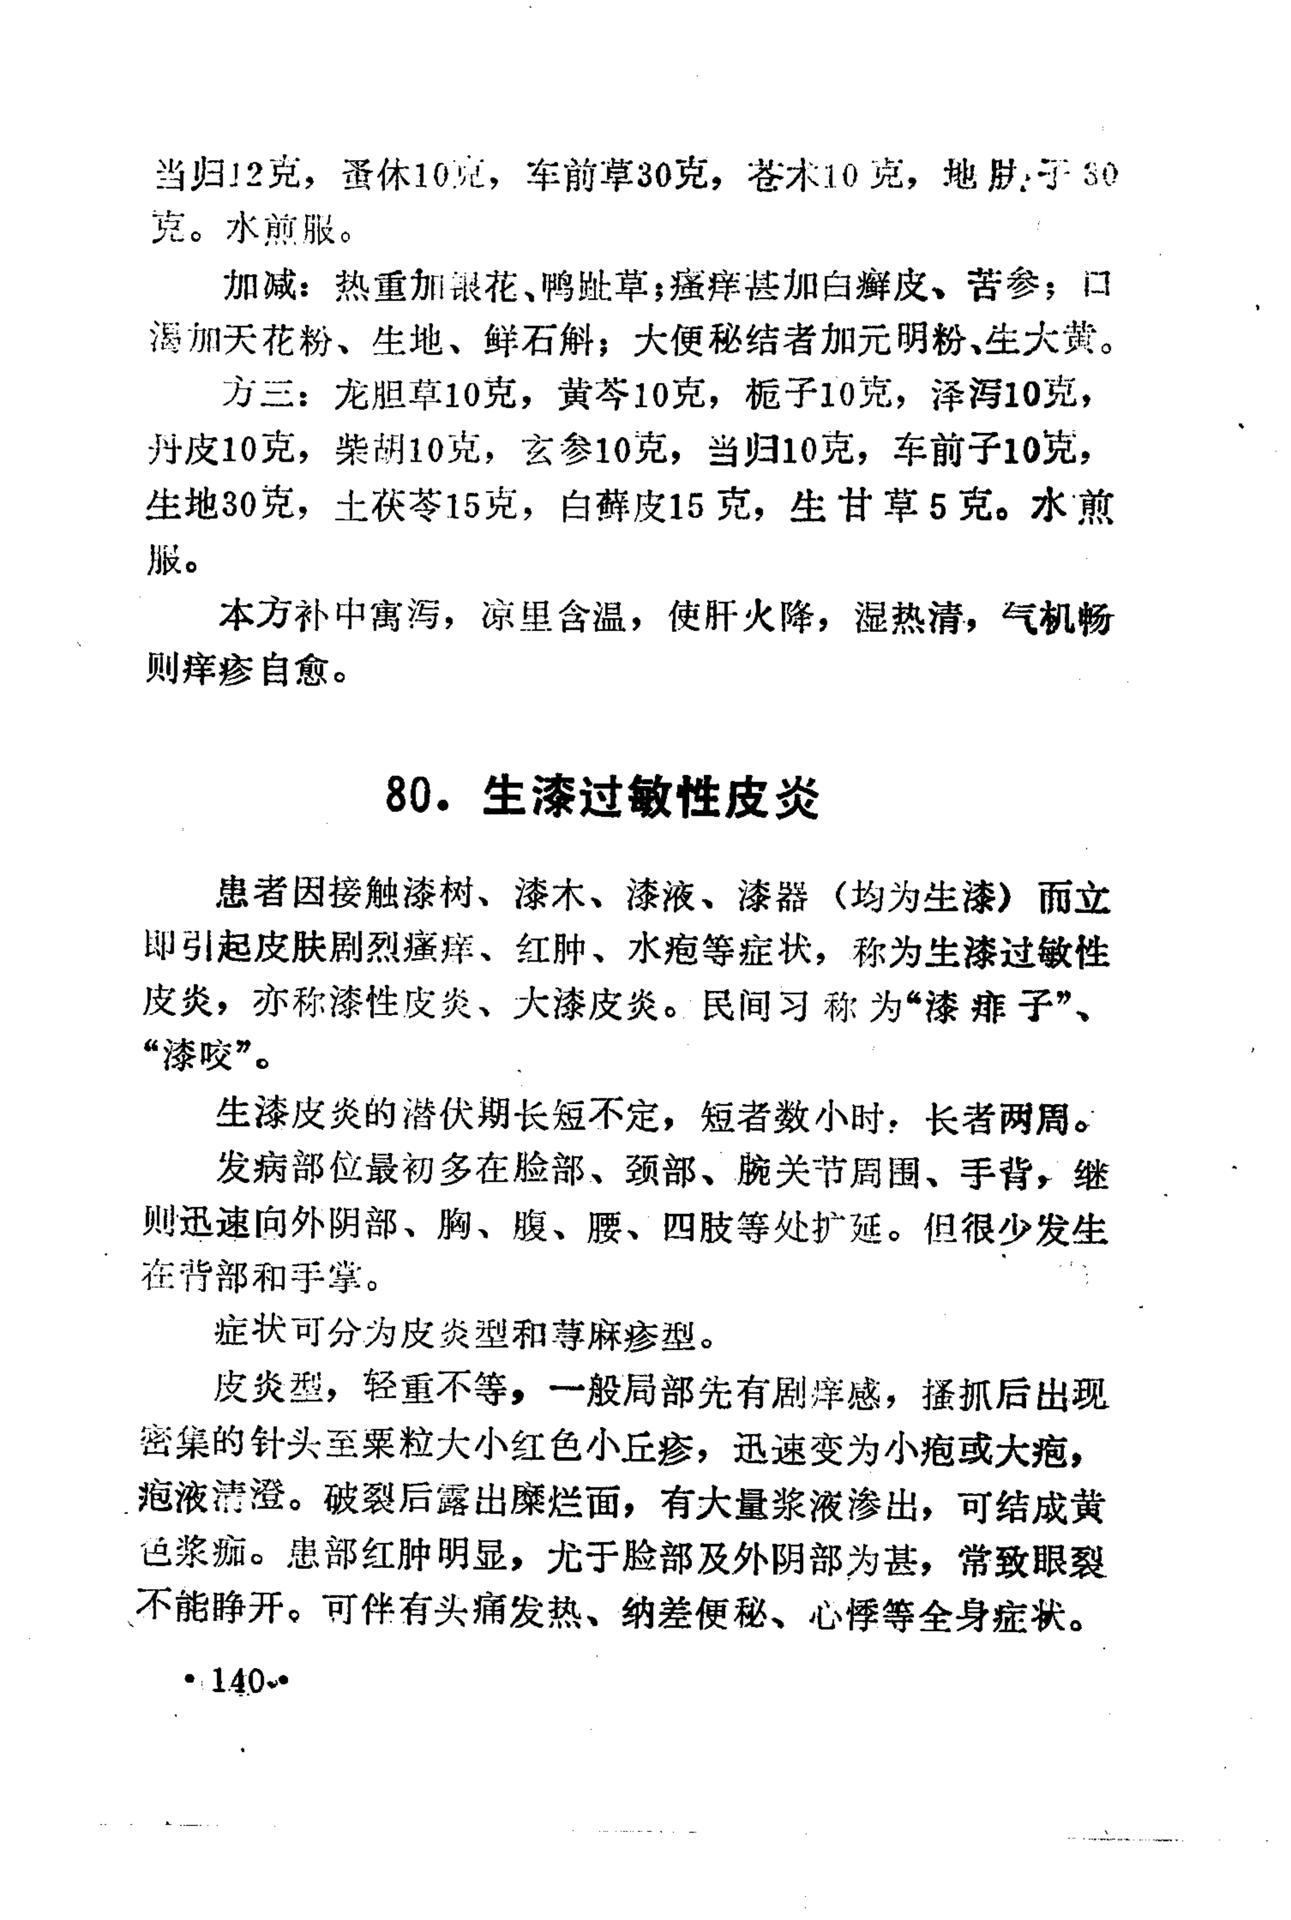 当归12克，蚤休10克，车前草30克，苍术10克，地肤子30
克。水煎服。
加减：热重加银花、鸭趾草；瘙痒甚加白癣皮、苦参；口
渴加天花粉、生地、鲜石斛；大便秘结者加元明粉、生大黄。
方三：龙胆草10克，黄芩10克，栀子10克，泽泻10克，
丹皮10克，柴胡10克，玄参10克，当归10克，车前子10克，
生地30克，土茯苓15克，白藓皮15克，生甘草5克。水煎
服。
本方补中寓泻，凉里含温，使肝火降，湿热清，气机畅
则痒疹自愈。
80．生漆过敏性皮炎
患者因接触漆树、漆木、漆液、漆器（均为生漆）而立
即引起皮肤剧烈瘙痒、红肿、水疱等症状，称为生漆过敏性
皮炎，亦称漆性皮炎、大漆皮炎。民间习称为“漆痱子”、
“漆咬”。
生漆皮炎的潜伏期长短不定，短者数小时，长者两周。
发病部位最初多在脸部、颈部、腕关节周围、手背，继
则迅速向外阴部、胸、腹、腰、四肢等处扩延。但很少发生
在背部和手掌。
症状可分为皮炎型和荨麻疹型。
皮炎型，轻重不等，一般局部先有剧痒感，搔抓后出现
密集的针头至粟粒大小红色小丘疹，迅速变为小疱或大疱，
疱液清澄。破裂后露出糜烂面，有大量浆液渗出，可结成黄
色浆痂。患部红肿明显，尤于脸部及外阴部为甚，常致眼裂
不能睁开。可伴有头痛发热、纳差便秘、心悸等全身症状。
·140·